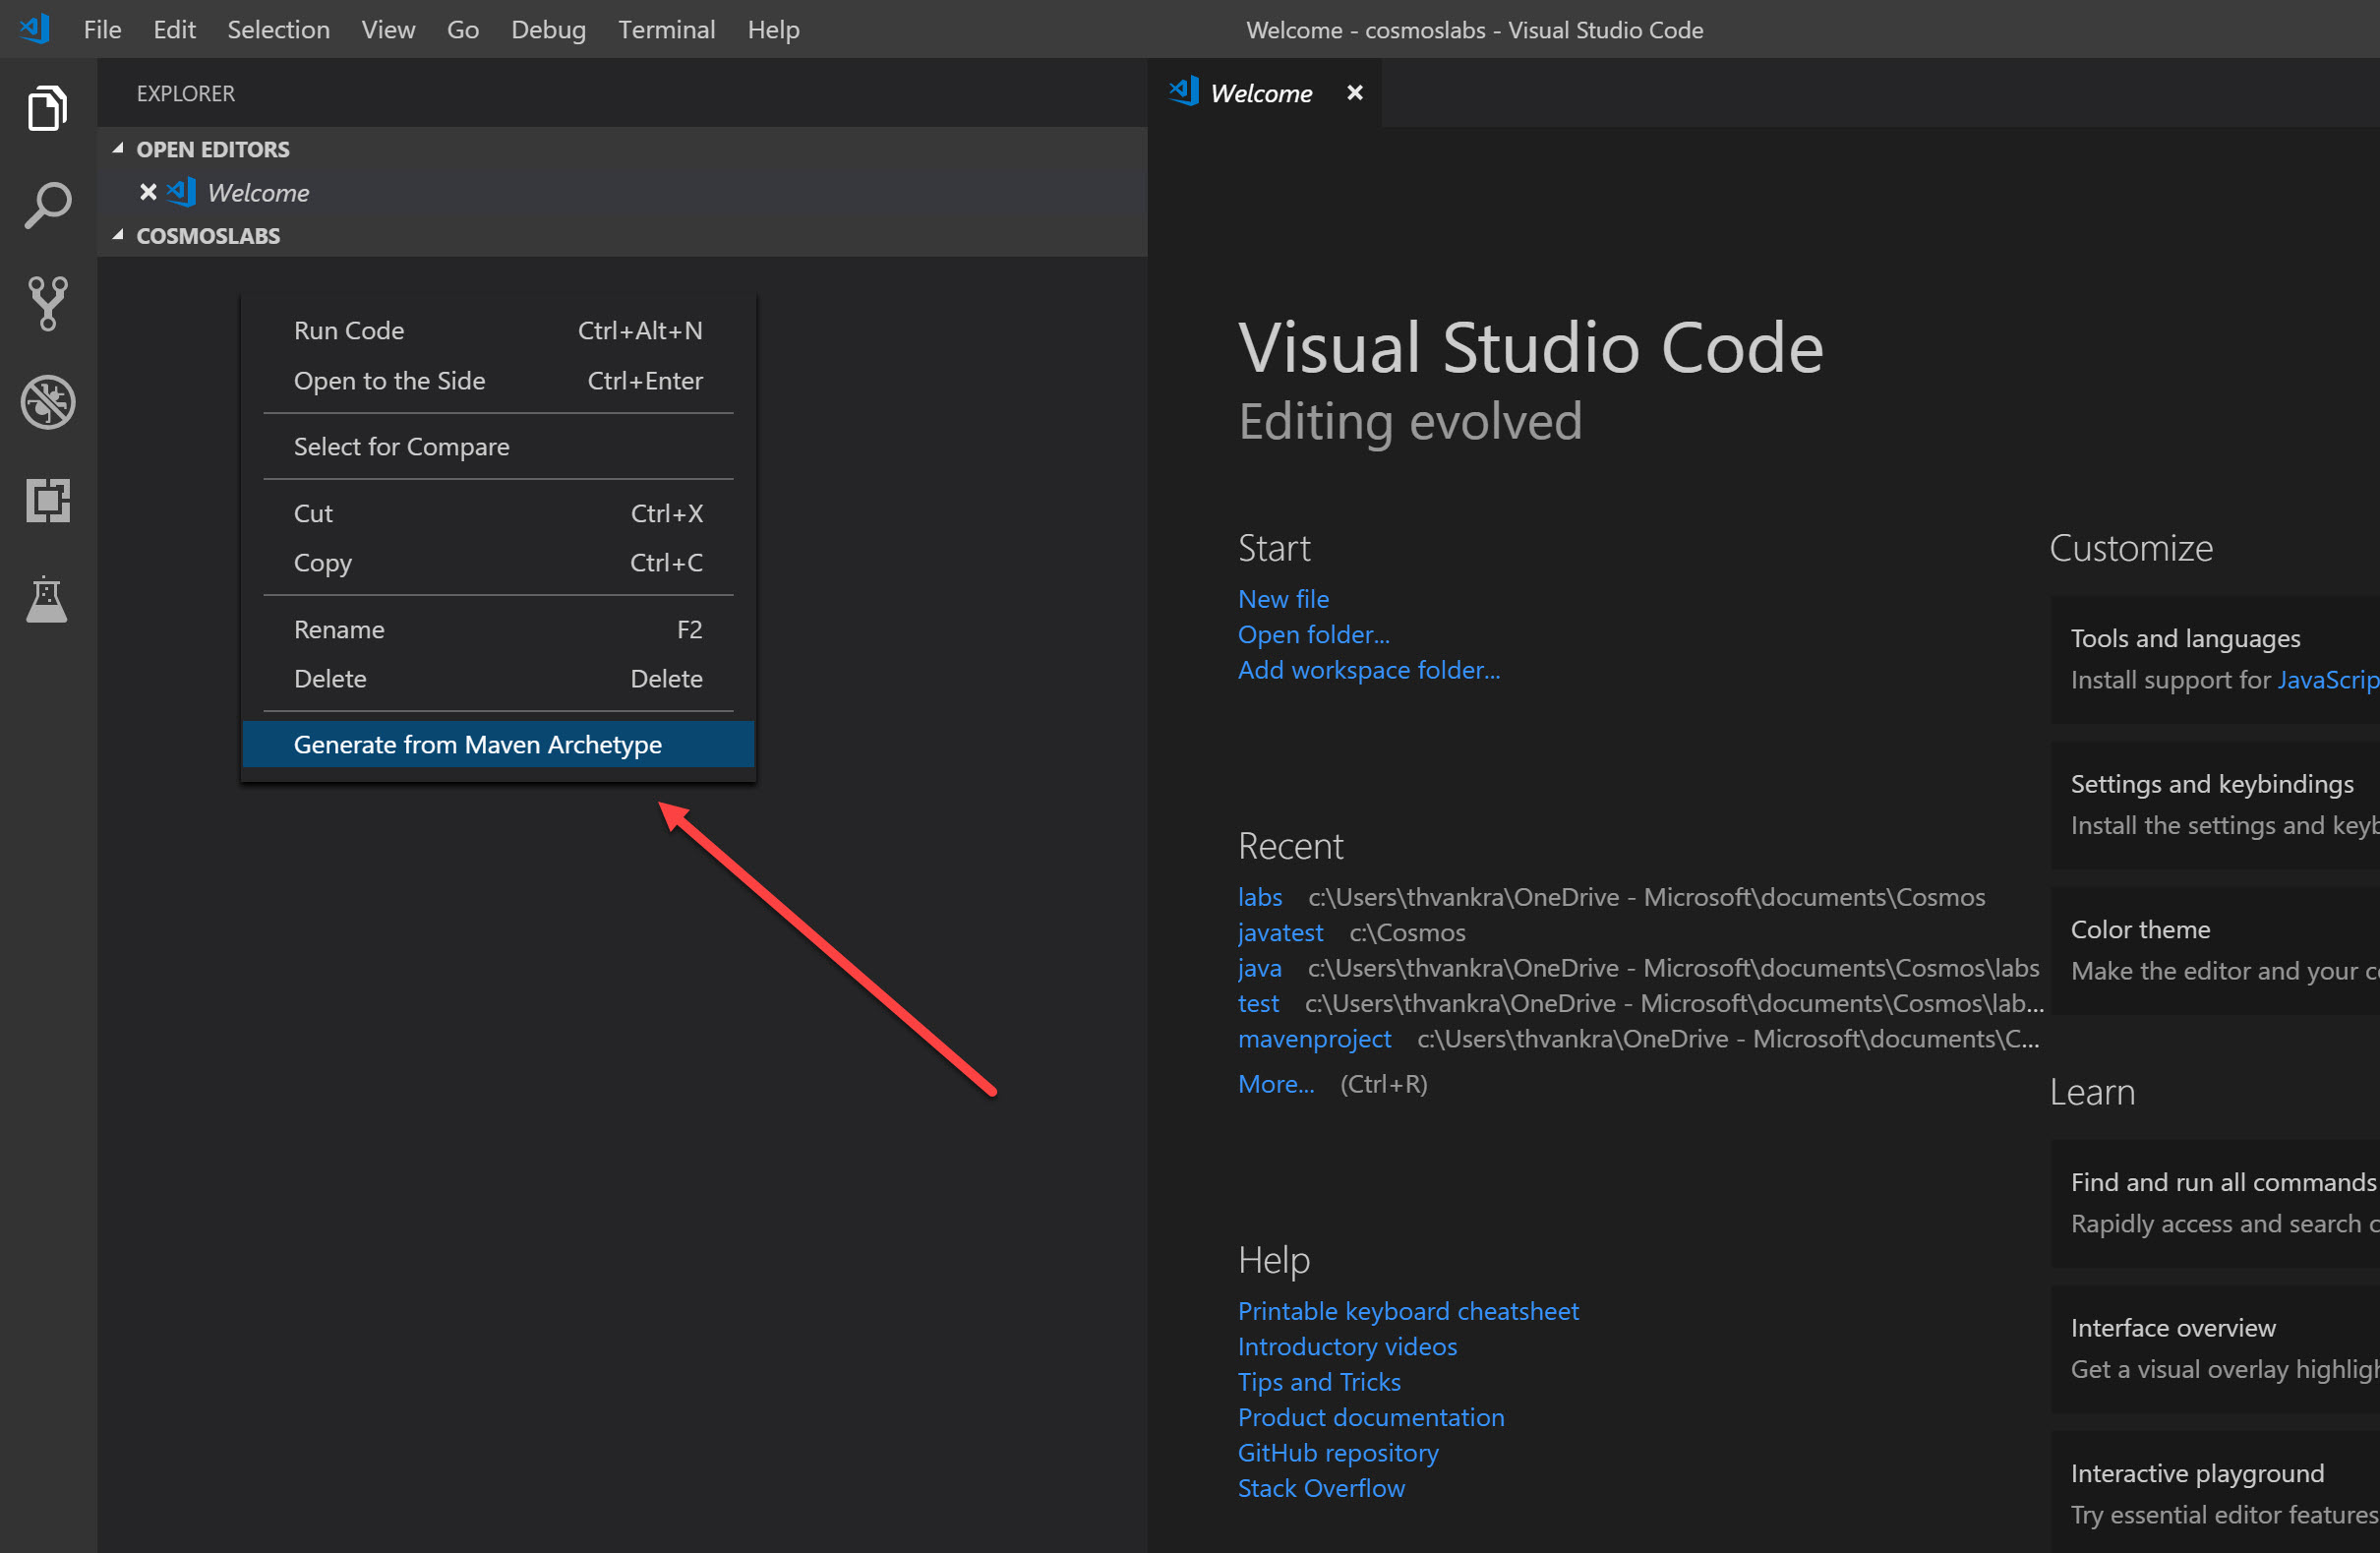 File Edit Selection View Go Debug Terminal Help
Welcome - cosmoslabs - Visual Studio Code
EXPLORER
OPEN EDITORS
Welcome
COSMOSLABS
Run Code Ctrl+Alt+N
Open to the Side Ctrl+Enter
Select for Compare
Cut Ctrl+X
Copy Ctrl+C
Rename F2
Delete Delete
Generate from Maven Archetype
Welcome
Visual Studio Code
Editing evolved
Start
New file
Open folder...
Add workspace folder...
Recent
labs c:\Users\thvankra\OneDrive - Microsoft\documents\Cosmos
javatest c:\Cosmos
java c:\Users\thvankra\OneDrive - Microsoft\documents\Cosmos\labs
test c:\Users\thvankra\OneDrive - Microsoft\documents\Cosmos\lab...
mavenproject c:\Users\thvankra\OneDrive - Microsoft\documents\C...
More... (Ctrl+R)
Help
Printable keyboard cheatsheet
Introductory videos
Tips and Tricks
Product documentation
GitHub repository
Stack Overflow
Customize
Tools and languages
Install support for JavaScrip
Settings and keybindings
Install the settings and keyb
Color theme
Make the editor and your c
Learn
Find and run all commands
Rapidly access and search c
Interface overview
Get a visual overlay highligh
Interactive playground
Try essential editor features